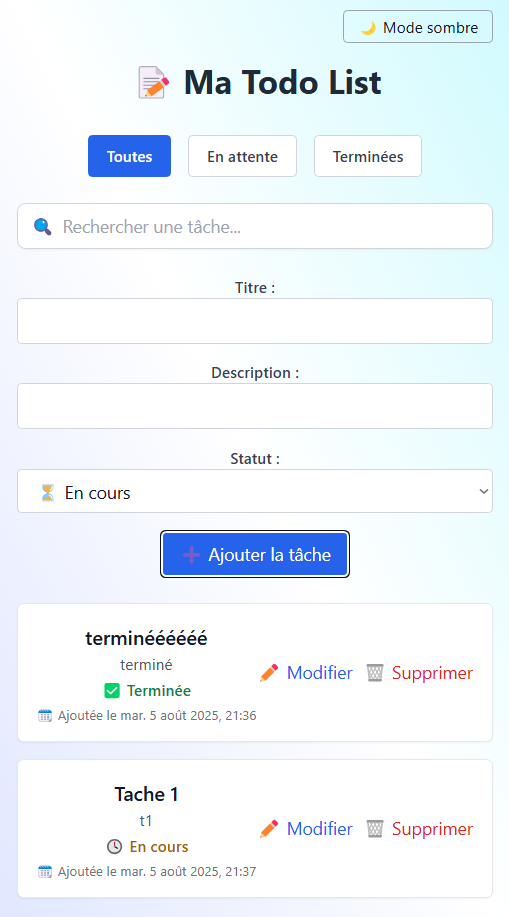 🌙 Mode sombre
📝 Ma Todo List
Toutes En attente Terminées
🔍 Rechercher une tâche...
Titre :
Description :
Statut :
⏳ En cours
➕ Ajouter la tâche
terminéééééé
terminé
✅ Terminée
🗓️ Ajoutée le mar. 5 août 2025, 21:36
✏️ Modifier 🗑️ Supprimer
Tache 1
t1
🕒 En cours
🗓️ Ajoutée le mar. 5 août 2025, 21:37
✏️ Modifier 🗑️ Supprimer